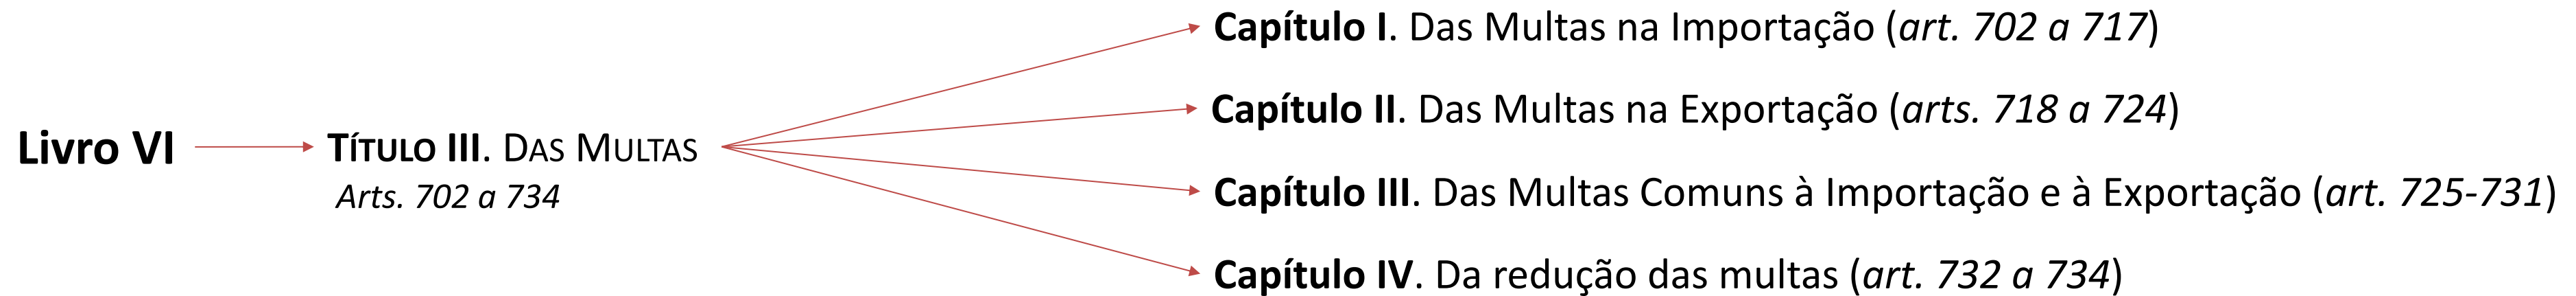 Livro VI
TÍTULO III. DAS MULTAS
Arts. 702 a 734
Capítulo I. Das Multas na Importação (art. 702 a 717)
Capítulo II. Das Multas na Exportação (arts. 718 a 724)
Capítulo III. Das Multas Comuns à Importação e à Exportação (art. 725-731)
Capítulo IV. Da redução das multas (art. 732 a 734)